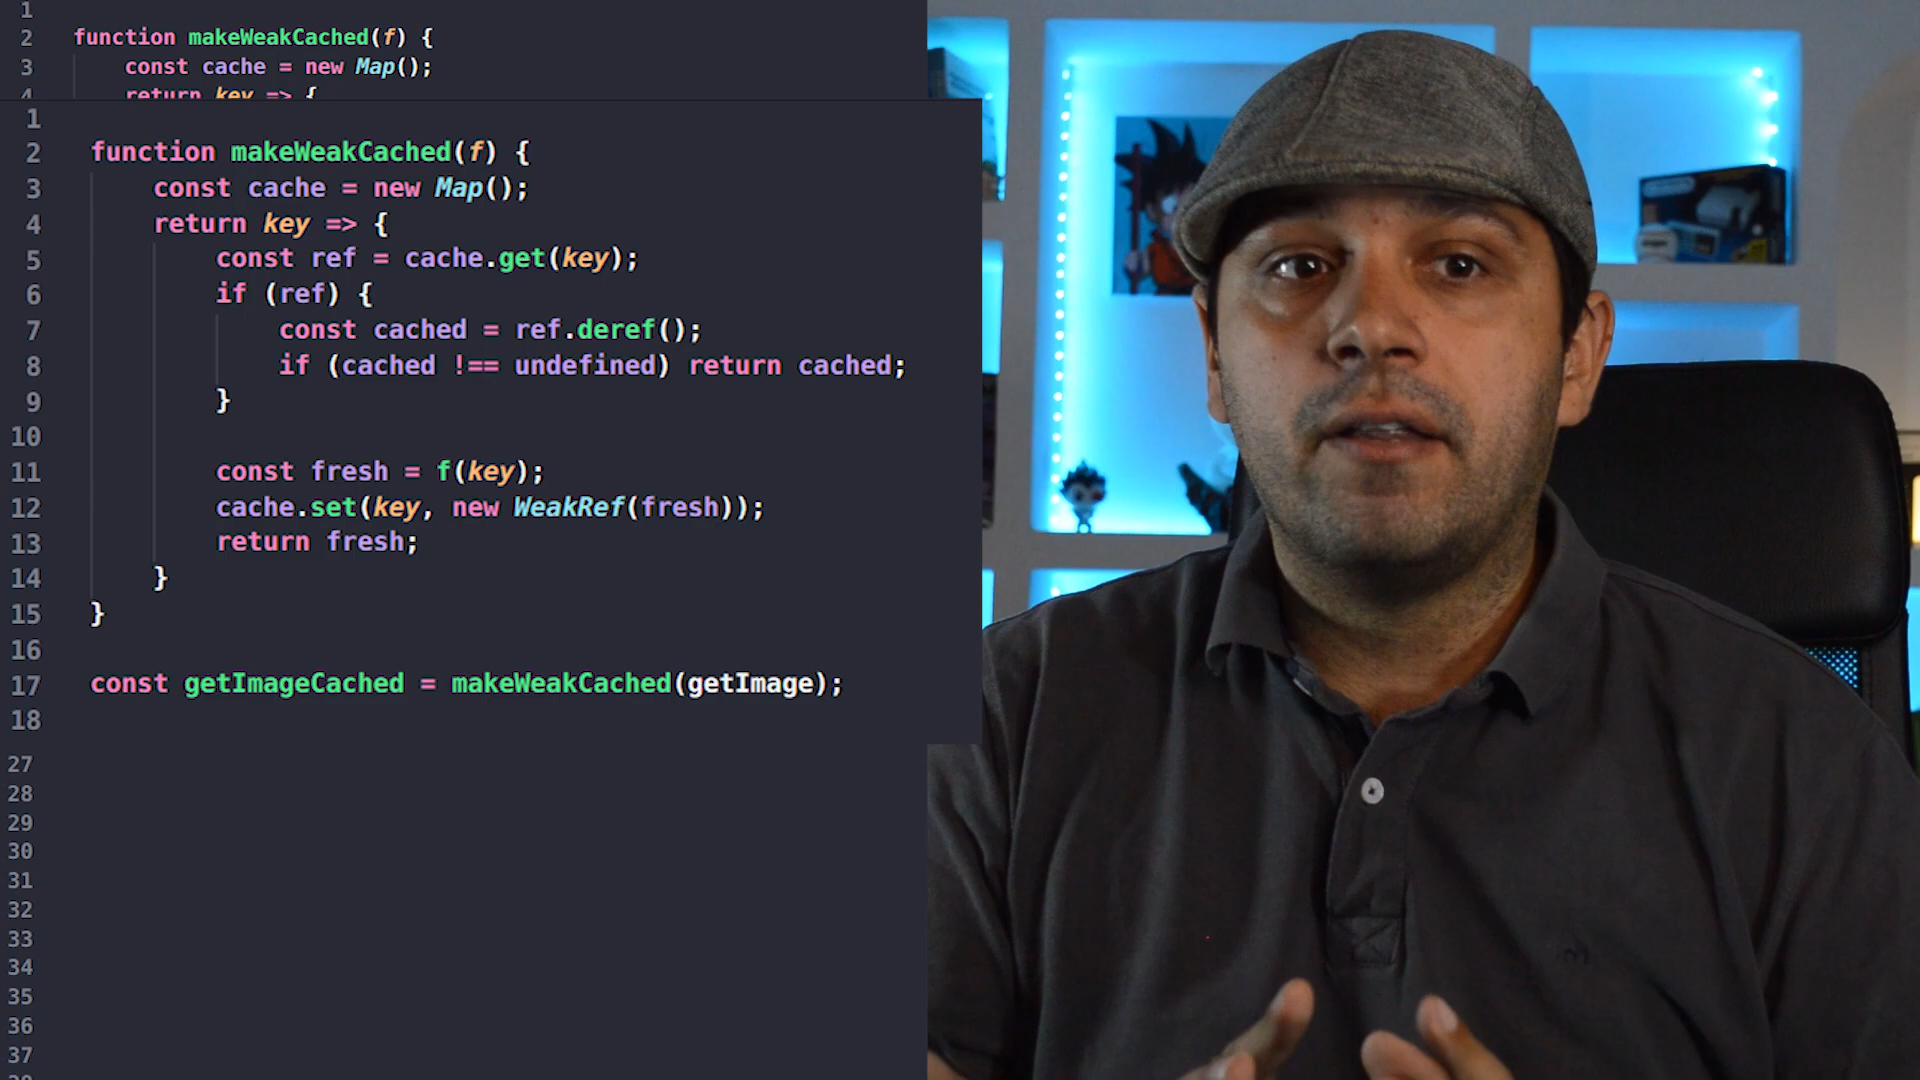 1
2 function makeWeakCached(f) {
3 const cache = new Map();
4 return key => {
1
2 function makeWeakCached(f) {
3 const cache = new Map();
4 return key => {
5 const ref = cache.get(key);
6 if (ref) {
7 const cached = ref.deref();
8 if (cached !== undefined) return cached;
9 }
10
11 const fresh = f(key);
12 cache.set(key, new WeakRef(fresh));
13 return fresh;
14 }
15 }
16
17 const getImageCached = makeWeakCached(getImage);
18
27
28
29
30
31
32
33
34
35
36
37